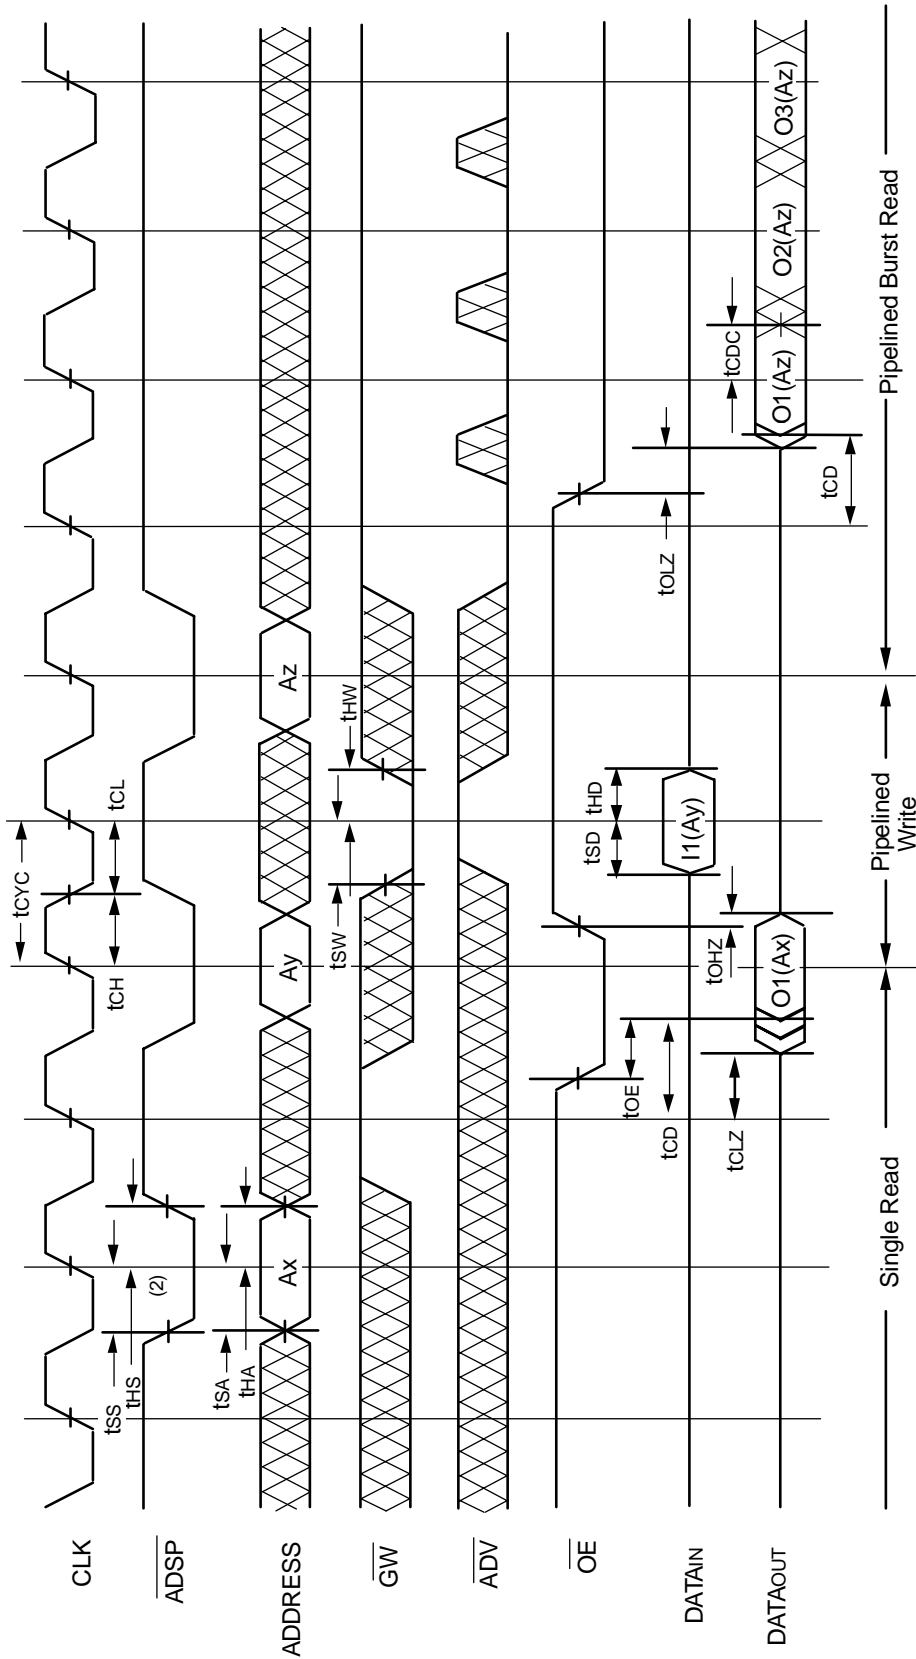 CLK
tCYC
tCH
tCL
ADSP
tSS
tHS
(2)
ADDRESS
tSA
tHA
Ax
Ay
Az
GW
tSW
tHW
ADV
OE
tOE
tOHZ
tOLZ
DATAIN
tSD
tHD
I1(Ay)
tCD
tCLZ
tCD
tCDC
DATAOUT
O1(Ax)
O1(Az)
O2(Az)
O3(Az)
Single Read
Pipelined
Write
Pipelined Burst Read